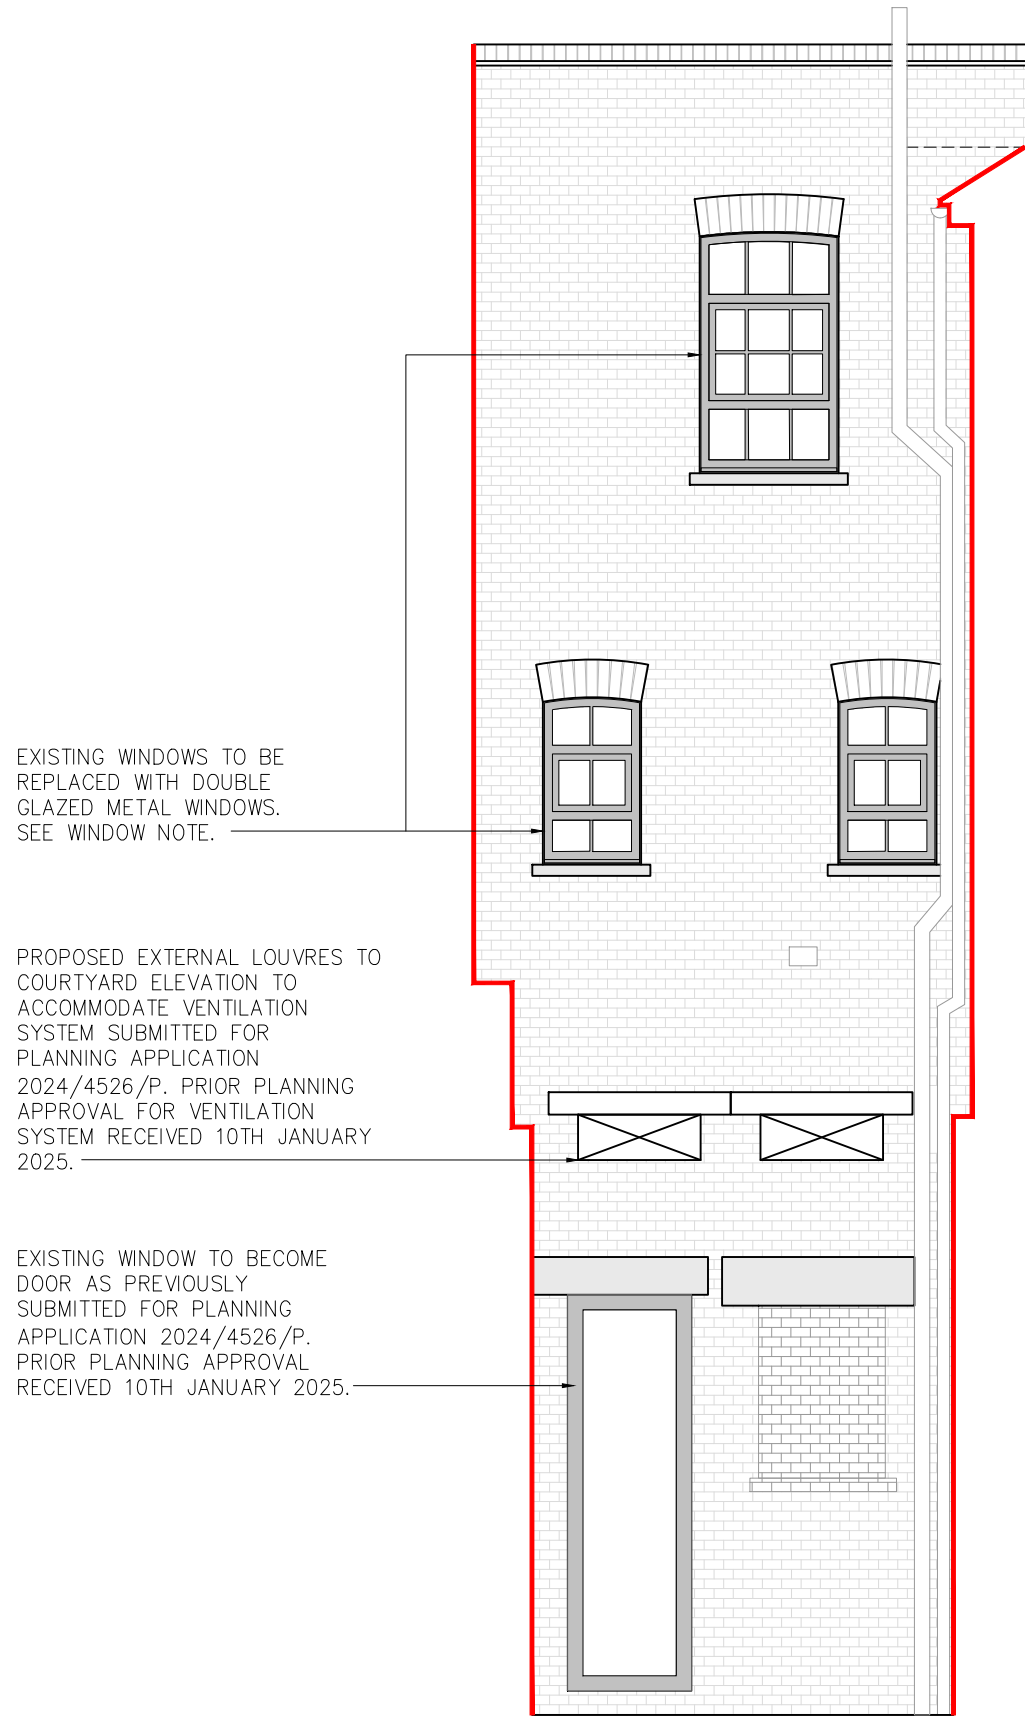 EXISTING WINDOWS TO BE
REPLACED WITH DOUBLE
GLAZED METAL WINDOWS.
SEE WINDOW NOTE.
PROPOSED EXTERNAL LOUVRES TO
COURTYARD ELEVATION TO
ACCOMMODATE VENTILATION
SYSTEM SUBMITTED FOR
PLANNING APPLICATION
2024/4526/P. PRIOR PLANNING
APPROVAL FOR VENTILATION
SYSTEM RECEIVED 10TH JANUARY
2025.
EXISTING WINDOW TO BECOME
DOOR AS PREVIOUSLY
SUBMITTED FOR PLANNING
APPLICATION 2024/4526/P.
PRIOR PLANNING APPROVAL
RECEIVED 10TH JANUARY 2025.